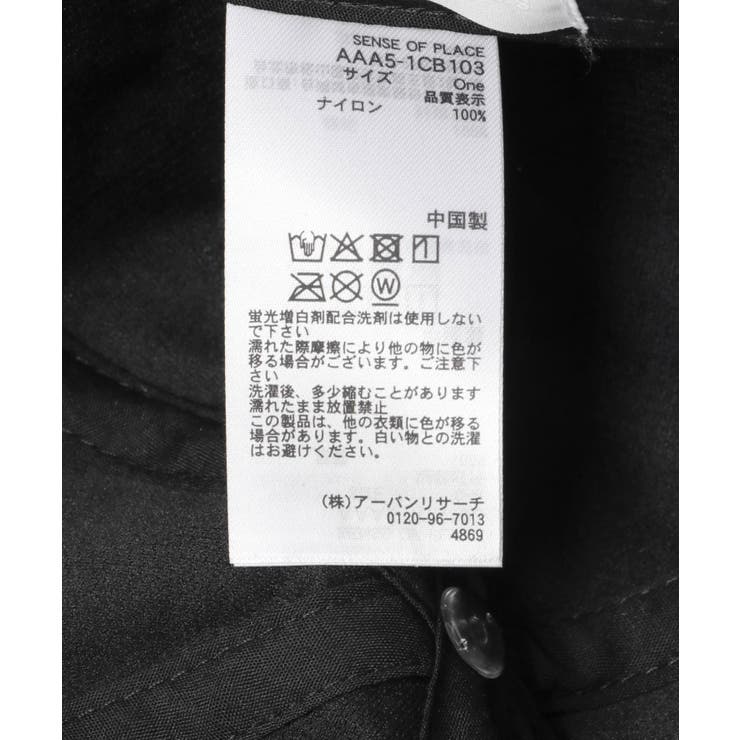 SENSE OF PLACE
AAA5-1CB103
サイズ One
品質表示
ナイロン 100%
中国製
W
蛍光増白剤配合洗剤は使用しない
で下さい
濡れた際摩擦により他の物に色が
移る場合がございます。ご注意下
さい
洗濯後、多少縮むことがあります
濡れたまま放置禁止
この製品は、他の衣類に色が移る
場合があります。白い物との洗濯
はお避けください。
(株)アーバンリサーチ
0120-96-7013
4869